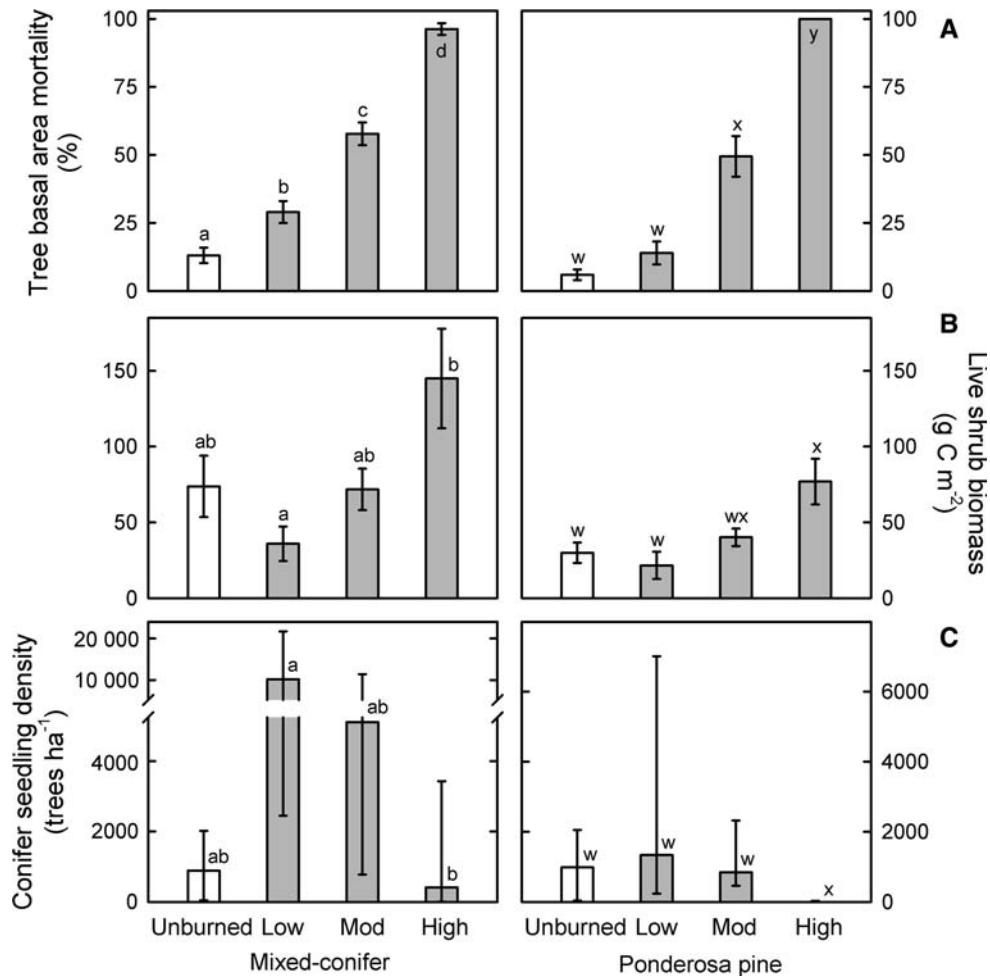 A
Tree basal area mortality
(%)
100
75
50
25
0
a
b
c
d
w
w
x
y
100
75
50
25
0
B
150
100
50
0
ab
a
ab
b
w
w
wx
x
150
100
50
0
Live shrub biomass
(g C m⁻²)
C
Conifer seedling density
(trees ha⁻¹)
20 000
10 000
4000
2000
0
ab
a
ab
b
w
w
w
x
6000
4000
2000
0
Unburned Low Mod High
Unburned Low Mod High
Mixed-conifer
Ponderosa pine